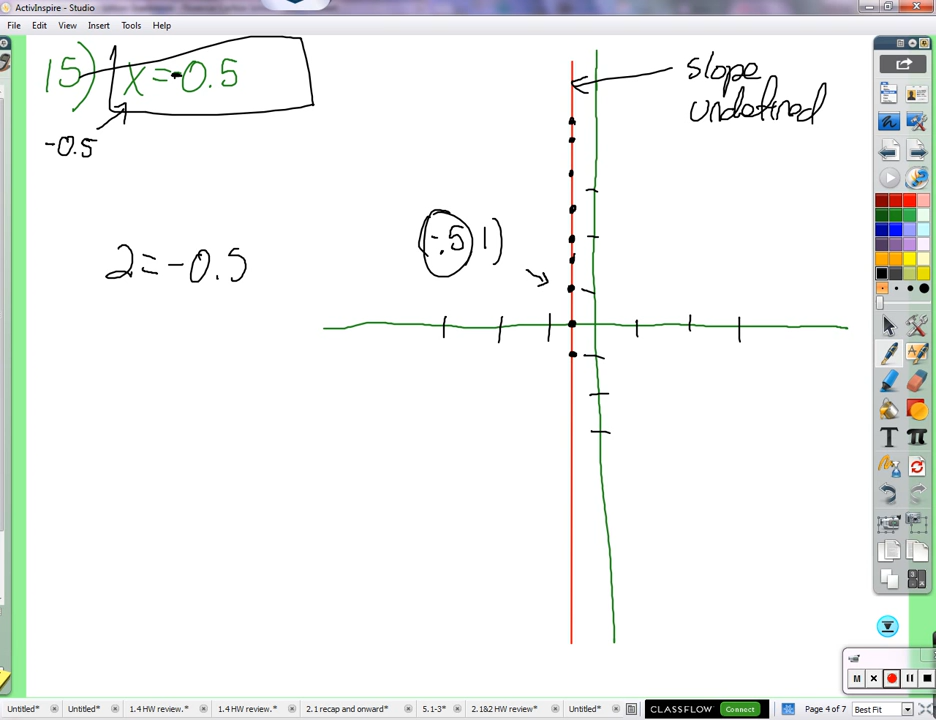 ActivInspire - Studio
File Edit View Insert Tools Help
15) x=-0.5
-0.5
slope
undefined
(-.5 1)
2=-0.5
Untitled* Untitled* 1.4 HW review.* 1.4 HW review.* 2.1 recap and onward* 5.1-3* 2.1&2 HW review* Untitled* CLASSFLOW Connect Page 4 of 7 Best Fit
M